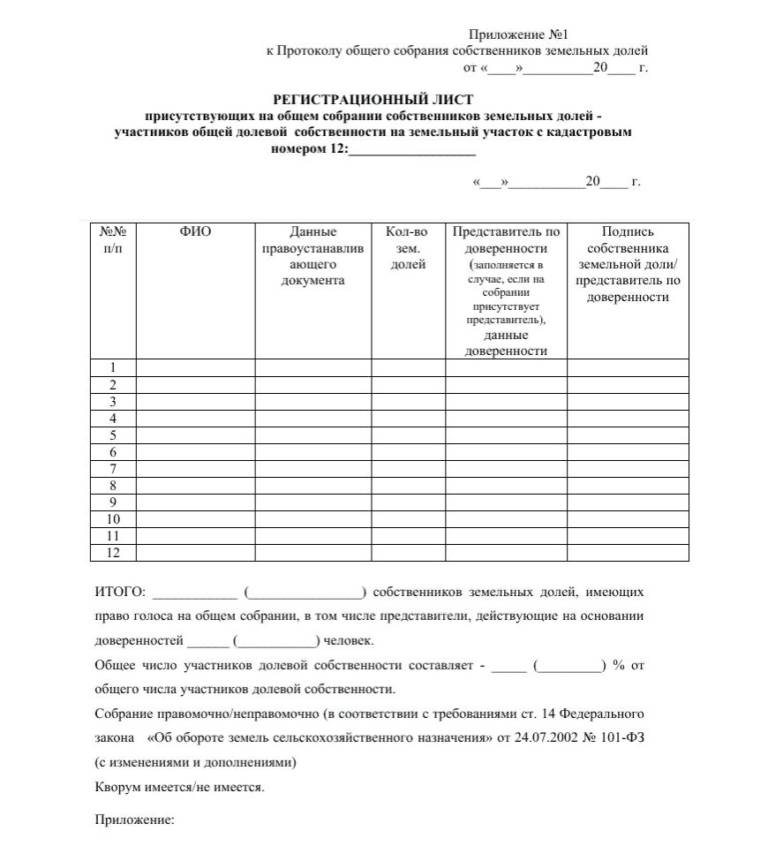 Приложение №1
к Протоколу общего собрания собственников земельных долей
от «____»__________20____ г.
РЕГИСТРАЦИОННЫЙ ЛИСТ
присутствующих на общем собрании собственников земельных долей -
участников общей долевой собственности на земельный участок с кадастровым
номером 12:__________________
«___»___________20____ г.
№№ п/п
ФИО
Данные правоустанавлив ающего документа
Кол-во зем. долей
Представитель по доверенности (заполняется в случае, если на собрании присутствует представитель), данные доверенности
Подпись собственника земельной доли/ представитель по доверенности
1
2
3
4
5
6
7
8
9
10
11
12
ИТОГО: ____________ (________________) собственников земельных долей, имеющих
право голоса на общем собрании, в том числе представители, действующие на основании
доверенностей ______ (___________) человек.
Общее число участников долевой собственности составляет - _____ (_________) % от
общего числа участников долевой собственности.
Собрание правомочно/неправомочно (в соответствии с требованиями ст. 14 Федерального
закона «Об обороте земель сельскохозяйственного назначения» от 24.07.2002 № 101-ФЗ
(с изменениями и дополнениями)
Кворум имеется/не имеется.
Приложение: